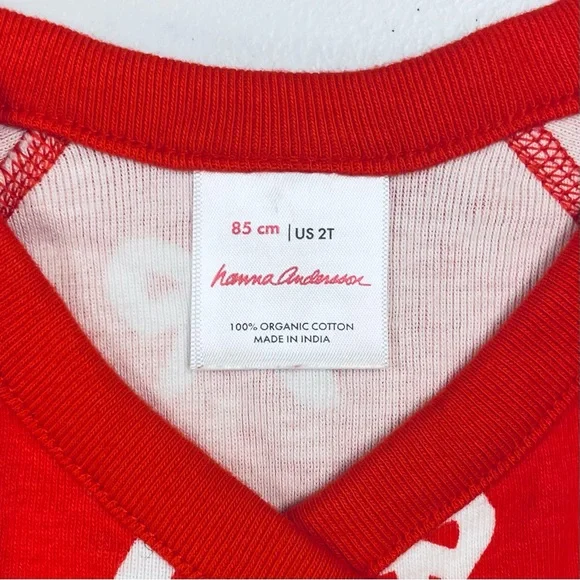 85 cm | US 2T
hanna andersson
100% ORGANIC COTTON
MADE IN INDIA